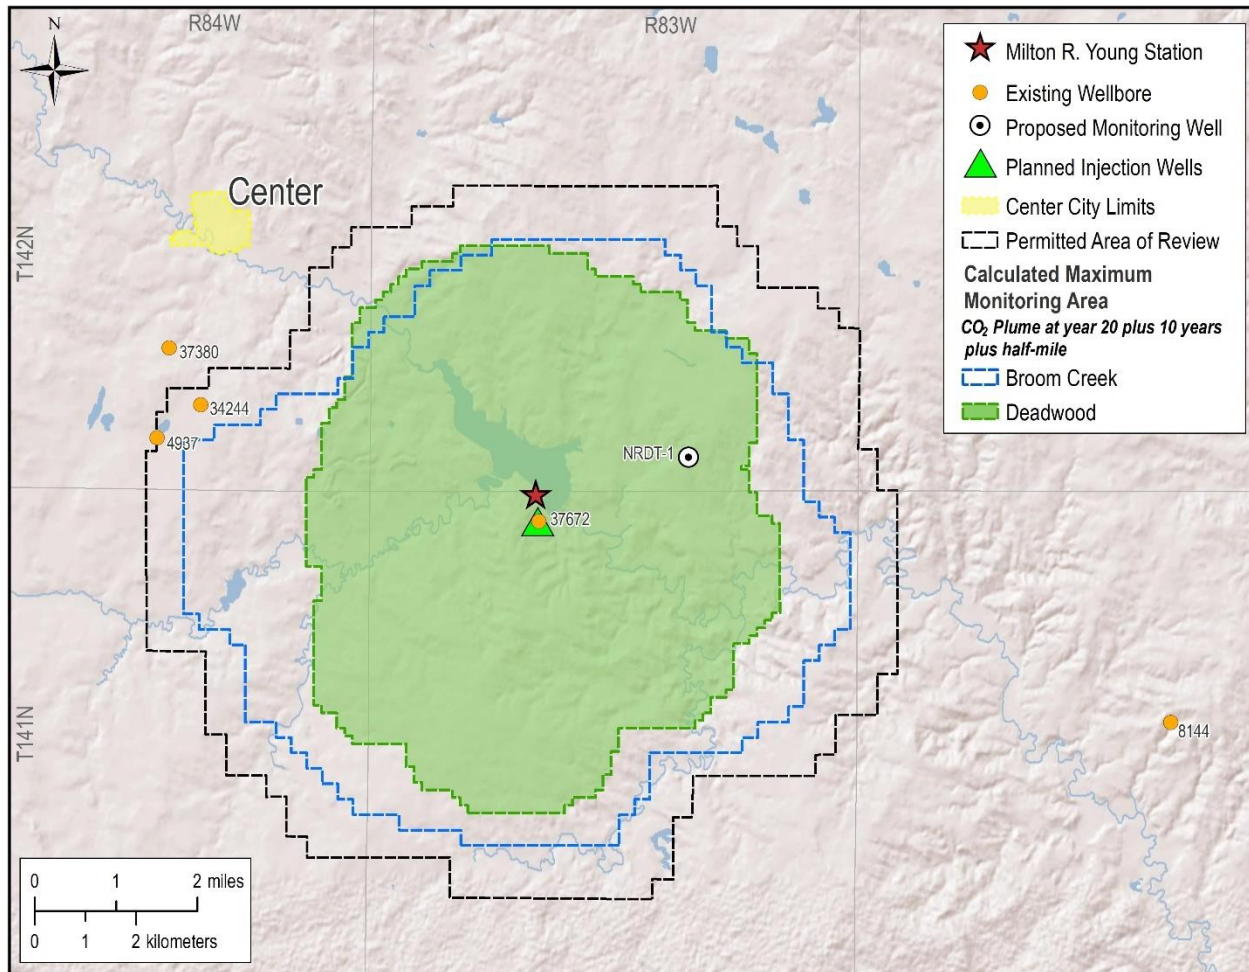 R84W
R83W
N
Milton R. Young Station
Existing Wellbore
Proposed Monitoring Well
Planned Injection Wells
Center City Limits
Permitted Area of Review
Calculated Maximum
Monitoring Area
CO₂ Plume at year 20 plus 10 years
plus half-mile
Broom Creek
Deadwood
Center
T142N
37380
34244
4937
NRDT-1
37672
T141N
8144
0 1 2 miles
0 1 2 kilometers